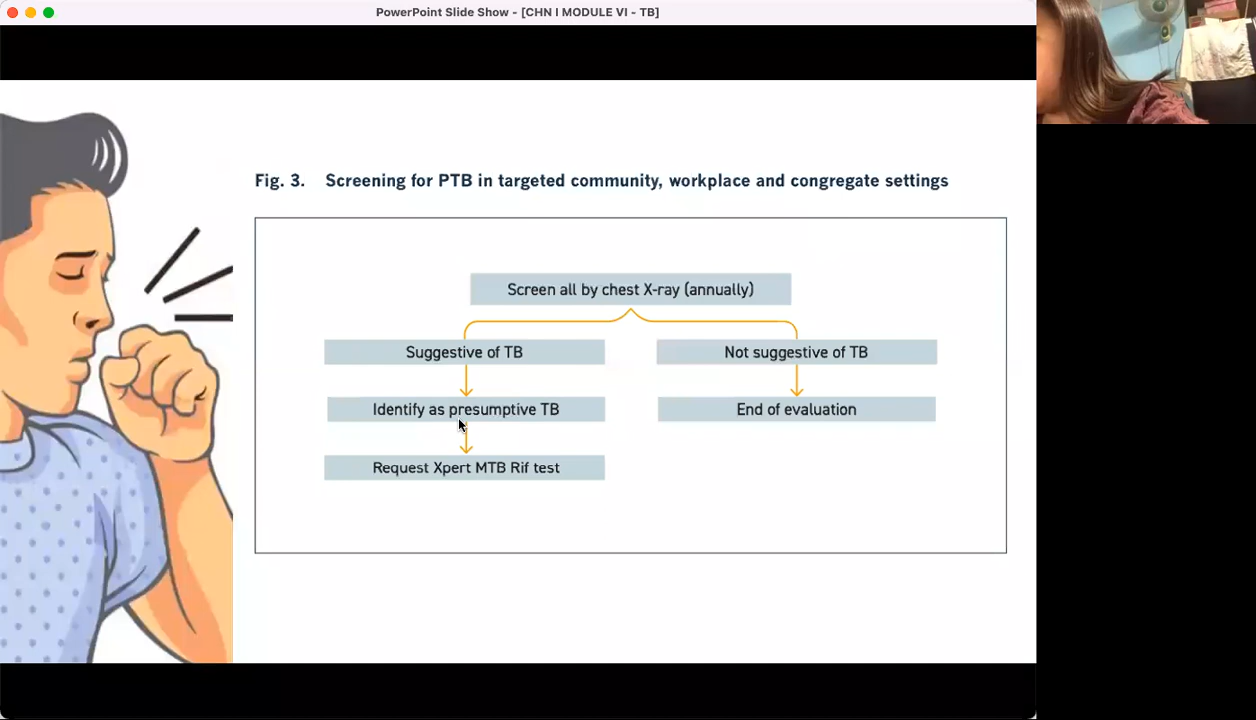 PowerPoint Slide Show - [CHN I MODULE VI - TB]
Fig. 3. Screening for PTB in targeted community, workplace and congregate settings
Screen all by chest X-ray (annually)
Suggestive of TB
Not suggestive of TB
Identify as presumptive TB
End of evaluation
Request Xpert MTB Rif test